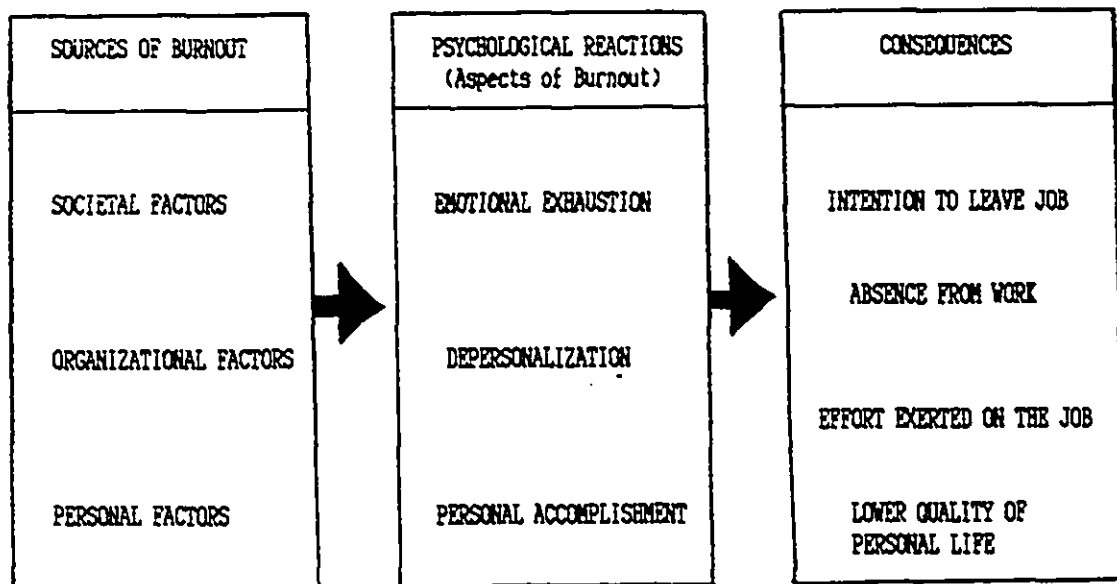 SOURCES OF BURNOUT
SOCIETAL FACTORS
ORGANIZATIONAL FACTORS
PERSONAL FACTORS
PSYCHOLOGICAL REACTIONS
(Aspects of Burnout)
EMOTIONAL EXHAUSTION
DEPERSONALIZATION
PERSONAL ACCOMPLISHMENT
CONSEQUENCES
INTENTION TO LEAVE JOB
ABSENCE FROM WORK
EFFORT EXERTED ON THE JOB
LOWER QUALITY OF
PERSONAL LIFE